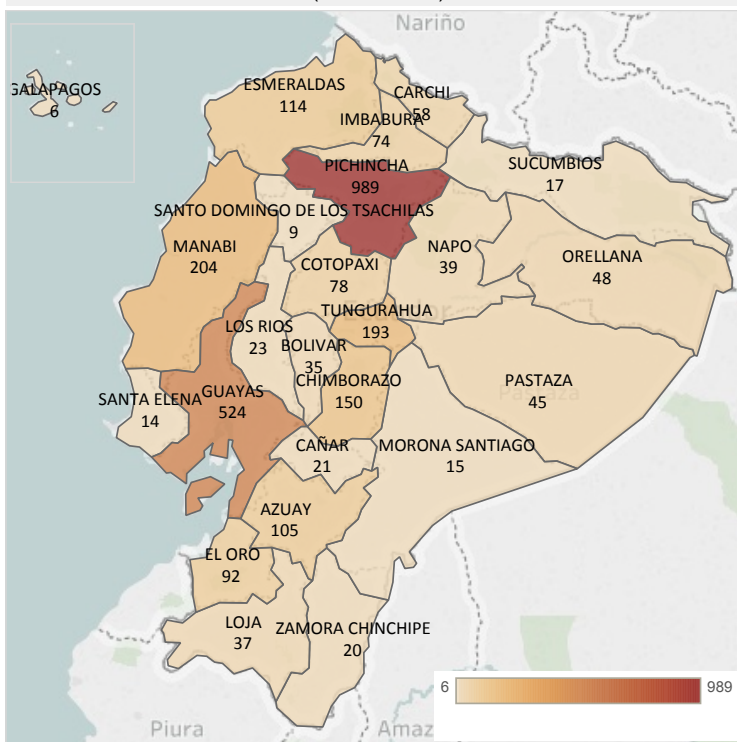 Nariño
GALAPAGOS
6
ESMERALDAS
114
CARCHI
58
IMBABURA
74
PICHINCHA
989
SUCUMBIOS
17
SANTO DOMINGO DE LOS TSACHILAS
9
MANABI
204
NAPO
39
ORELLANA
48
COTOPAXI
78
TUNGURAHUA
193
LOS RIOS
23
BOLIVAR
35
CHIMBORAZO
150
PASTAZA
45
Pastaza
SANTA ELENA
14
GUAYAS
524
CAÑAR
21
MORONA SANTIAGO
15
AZUAY
105
EL ORO
92
LOJA
37
ZAMORA CHINCHIPE
20
6
989
Piura
Amaz